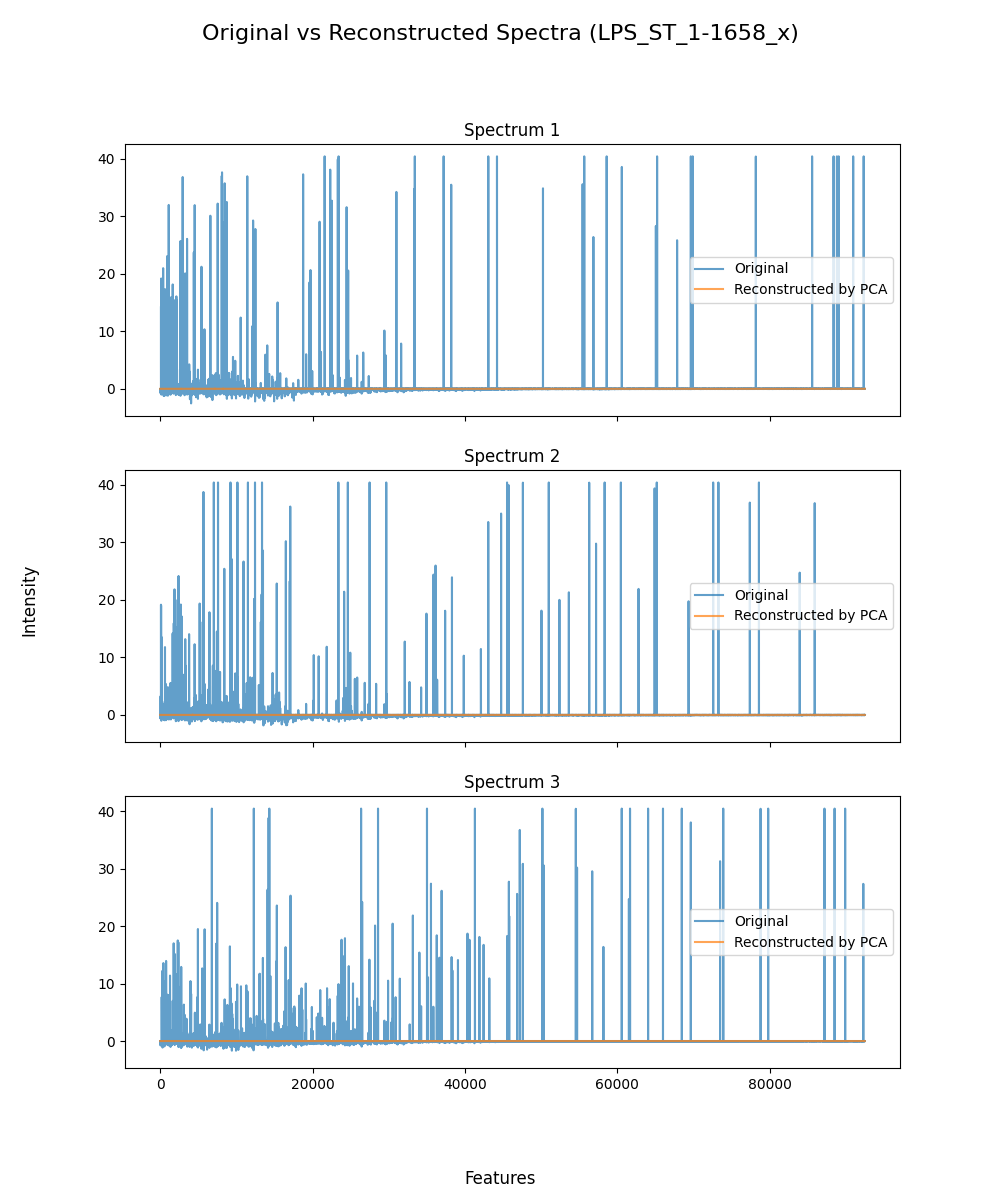 Original vs Reconstructed Spectra (LPS_ST_1-1658_x)
Spectrum 1
40
30
20
10
0
Original
Reconstructed by PCA
Spectrum 2
40
30
20
10
0
Original
Reconstructed by PCA
Intensity
Spectrum 3
40
30
20
10
0
Original
Reconstructed by PCA
0 20000 40000 60000 80000
Features